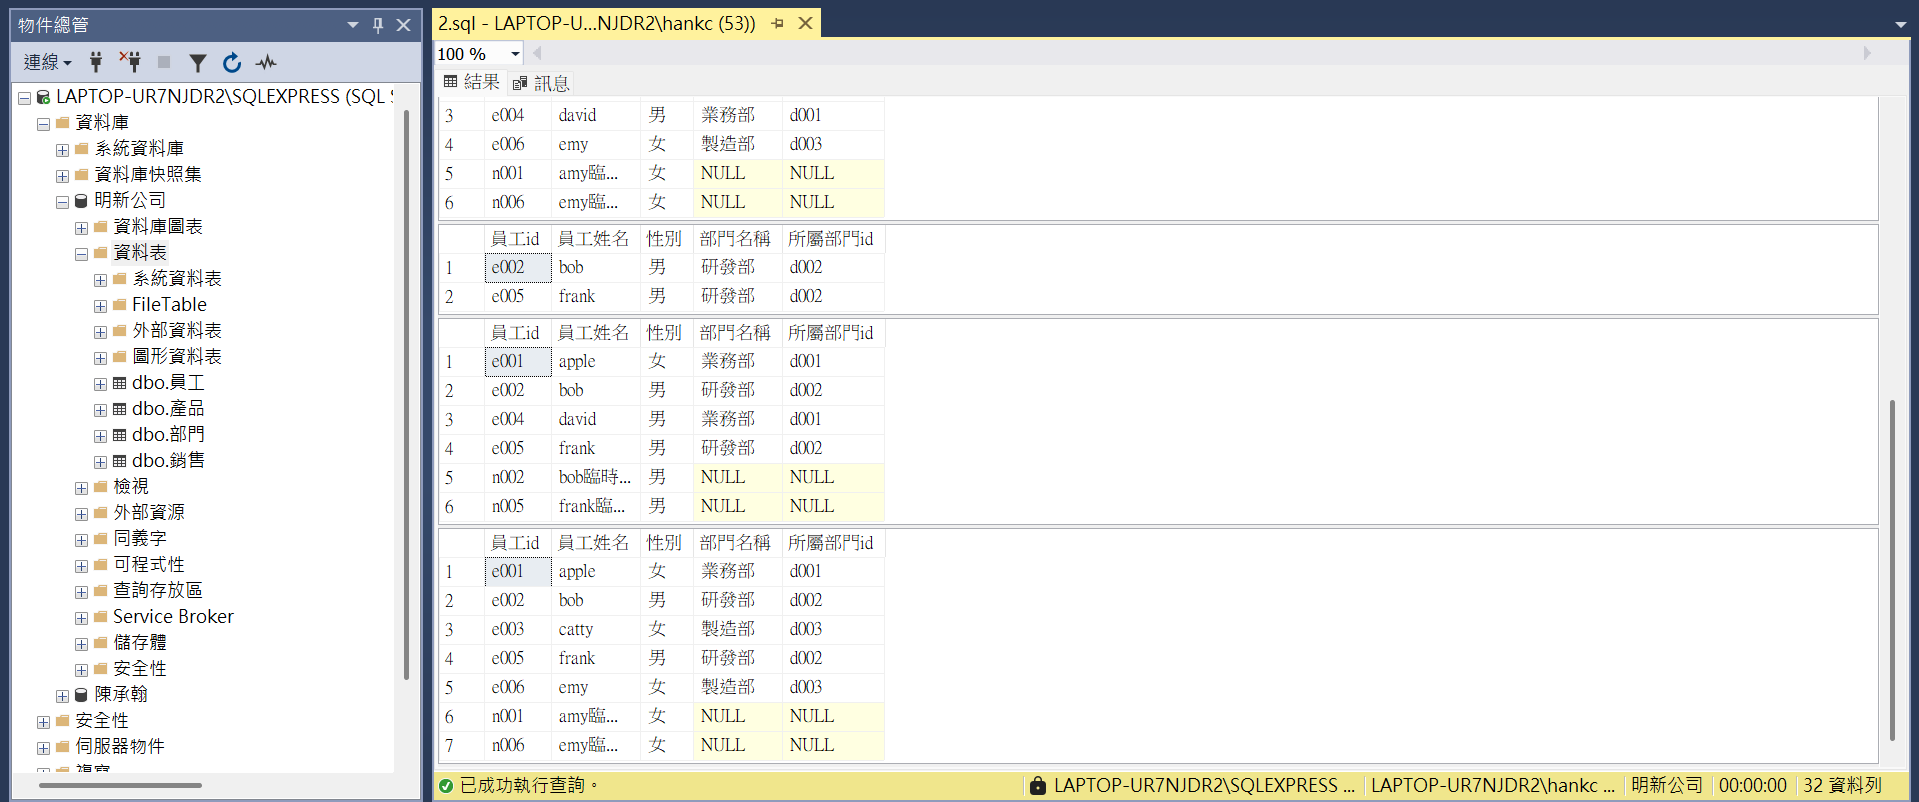 物件總管
連線
LAPTOP-UR7NJDR2\SQLEXPRESS (SQL S
資料庫
系統資料庫
資料庫快照集
明新公司
資料庫圖表
資料表
系統資料表
FileTable
外部資料表
圖形資料表
dbo.員工
dbo.產品
dbo.部門
dbo.銷售
檢視
外部資源
同義字
可程式性
查詢存放區
Service Broker
儲存體
安全性
陳承翰
安全性
伺服器物件
複寫
2.sql - LAPTOP-U...NJDR2\hankc (53))
100 %
結果 訊息
3 e004 david 男 業務部 d001
4 e006 emy 女 製造部 d003
5 n001 amy臨... 女 NULL NULL
6 n006 emy臨... 女 NULL NULL
員工id 員工姓名 性別 部門名稱 所屬部門id
1 e002 bob 男 研發部 d002
2 e005 frank 男 研發部 d002
員工id 員工姓名 性別 部門名稱 所屬部門id
1 e001 apple 女 業務部 d001
2 e002 bob 男 研發部 d002
3 e004 david 男 業務部 d001
4 e005 frank 男 研發部 d002
5 n002 bob臨時... 男 NULL NULL
6 n005 frank臨... 男 NULL NULL
員工id 員工姓名 性別 部門名稱 所屬部門id
1 e001 apple 女 業務部 d001
2 e002 bob 男 研發部 d002
3 e003 catty 女 製造部 d003
4 e005 frank 男 研發部 d002
5 e006 emy 女 製造部 d003
6 n001 amy臨... 女 NULL NULL
7 n006 emy臨... 女 NULL NULL
已成功執行查詢。 LAPTOP-UR7NJDR2\SQLEXPRESS ... LAPTOP-UR7NJDR2\hankc ... 明新公司 00:00:00 32 資料列